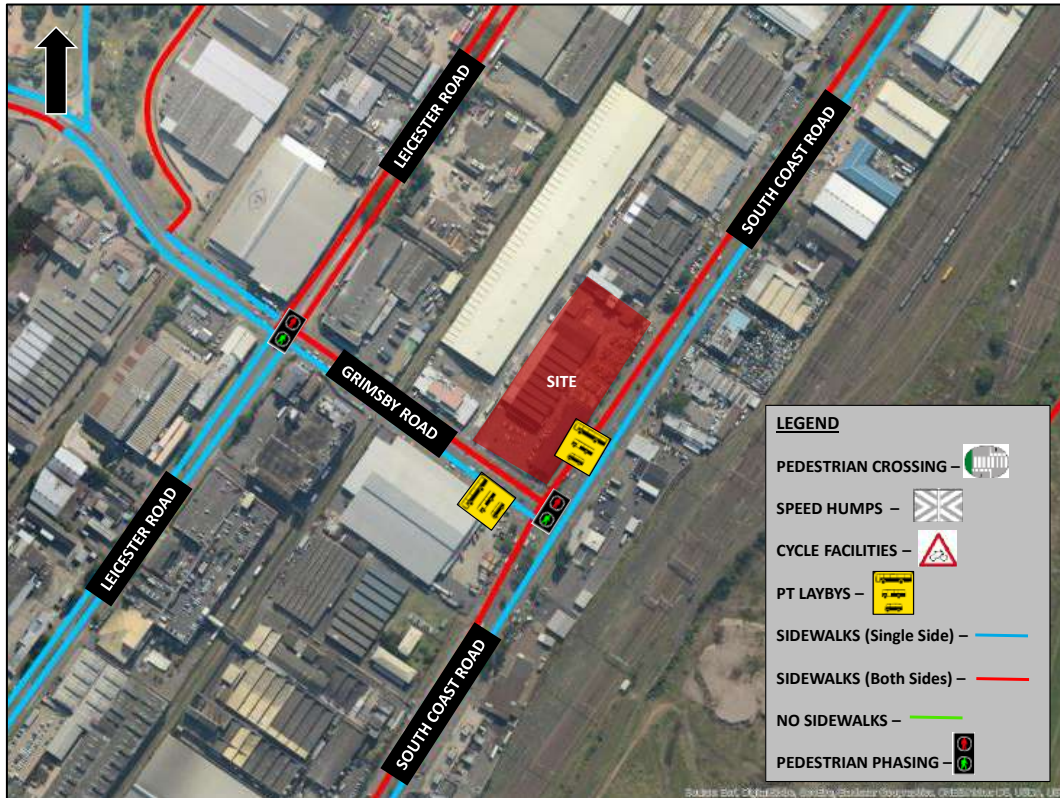 LEICESTER ROAD
SOUTH COAST ROAD
GRIMSBY ROAD
SITE
LEICESTER ROAD
SOUTH COAST ROAD
LEGEND
PEDESTRIAN CROSSING –
SPEED HUMPS –
CYCLE FACILITIES –
PT LAYBYS –
SIDEWALKS (Single Side) –
SIDEWALKS (Both Sides) –
NO SIDEWALKS –
PEDESTRIAN PHASING –